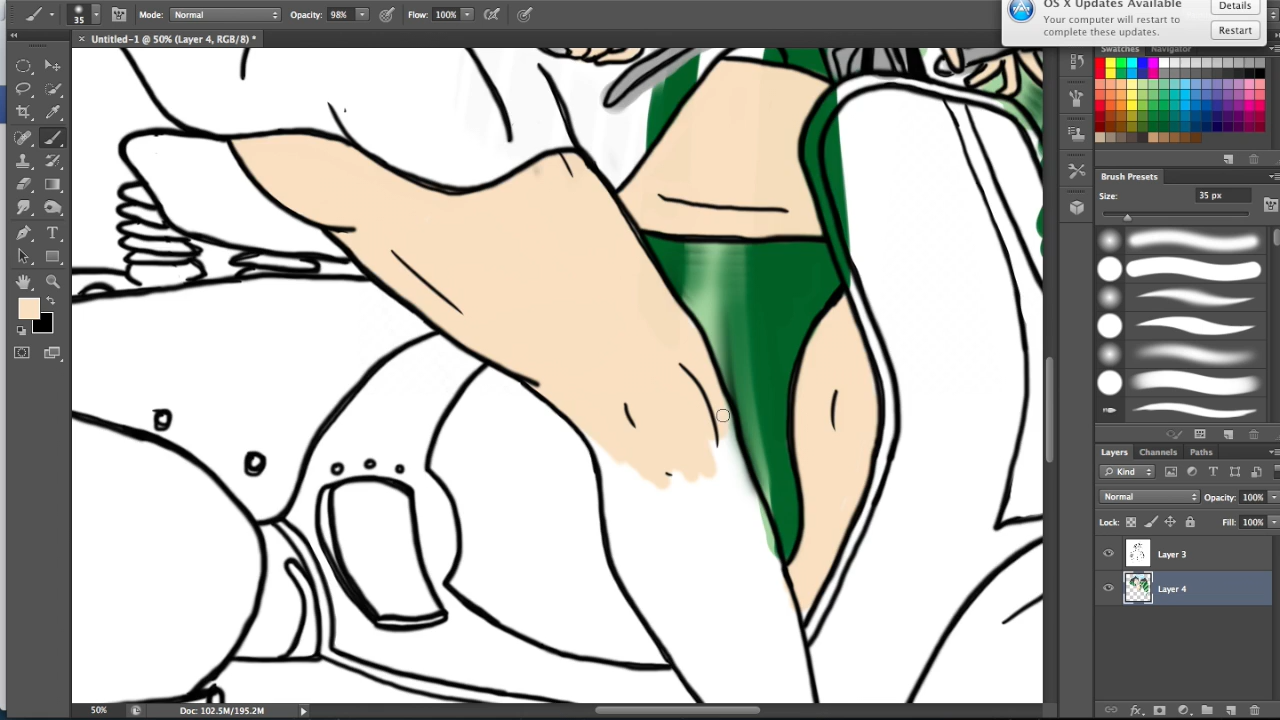 35 Mode: Normal Opacity: 98% Flow: 100%
OS X Updates Available
Your computer will restart to
complete these updates.
Details
Restart
× Untitled-1 @ 50% (Layer 4, RGB/8) *
Swatches Navigator
Brush Presets
Size: 35 px
Layers Channels Paths
Kind
Normal Opacity: 100%
Lock: Fill: 100%
Layer 3
Layer 4
50% Doc: 102.5M/195.2M